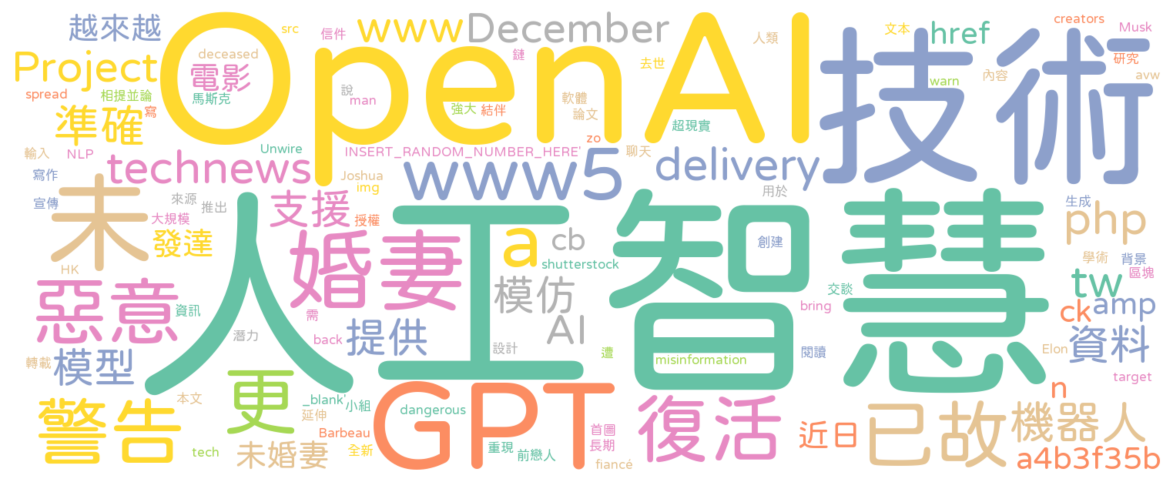 越來越 src 信件 www December 人類 文本 href creators Musk
Project deceased 電影 OpenAI 鏈 去世 技術 研究
spread 相提並論 馬斯克 說 man 強大 結伴 軟體 論文 超現實 warn 內容 avw
準確 寫 zo
輸入 NLP technews Unwire INSERT_RANDOM_NUMBER_HERE' 聊天 delivery
寫作 Joshua img www5 用於
宣傳 未 大規模 來源 推出 支援 授權 人工智慧 生成 php
發達 婚妻 a cb 創建 學術 背景
HK shutterstock 交談 tw 區塊
惡意 資訊 需 模仿 bring ck amp
轉載 模型 潛力 back 提供 AI 設計 遭 misinformation 閱讀 Elon 資料
本文 更 _blank' 小組 GPT target
警告 延伸 dangerous 首圖 復活 已故 n 機器人
tech 未婚妻 Barbeau 全新 重現 前戀人 長期 fiancé 近日 a4b3f35b